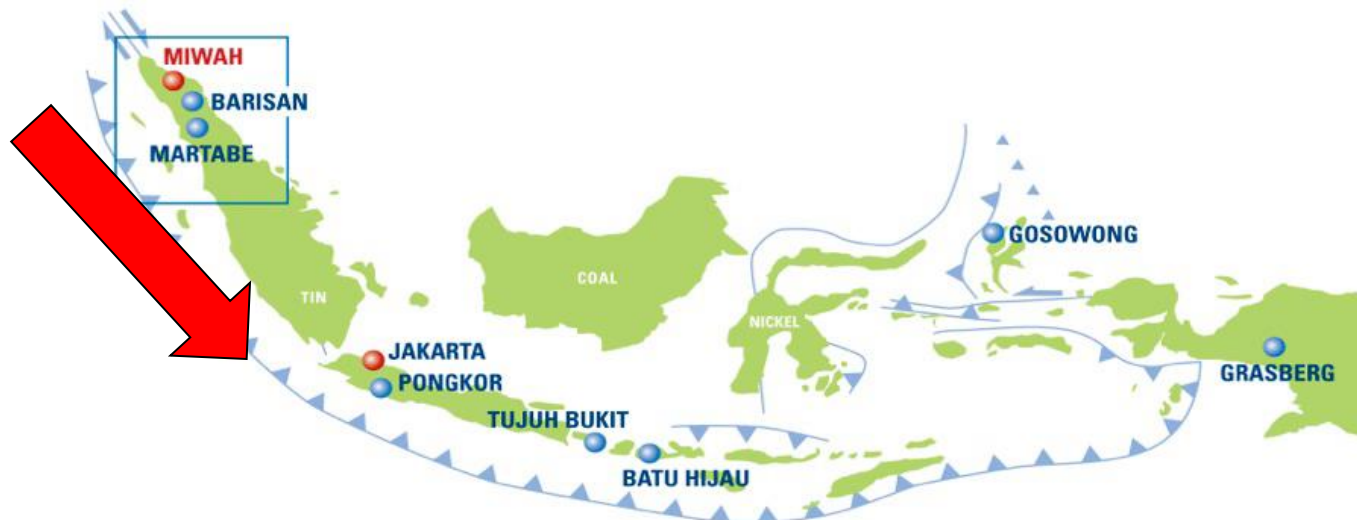 MIWAH
BARISAN
MARTABE
TIN
COAL
NICKEL
GOSOWONG
JAKARTA
PONGKOR
GRASBERG
TUJUH BUKIT
BATU HIJAU